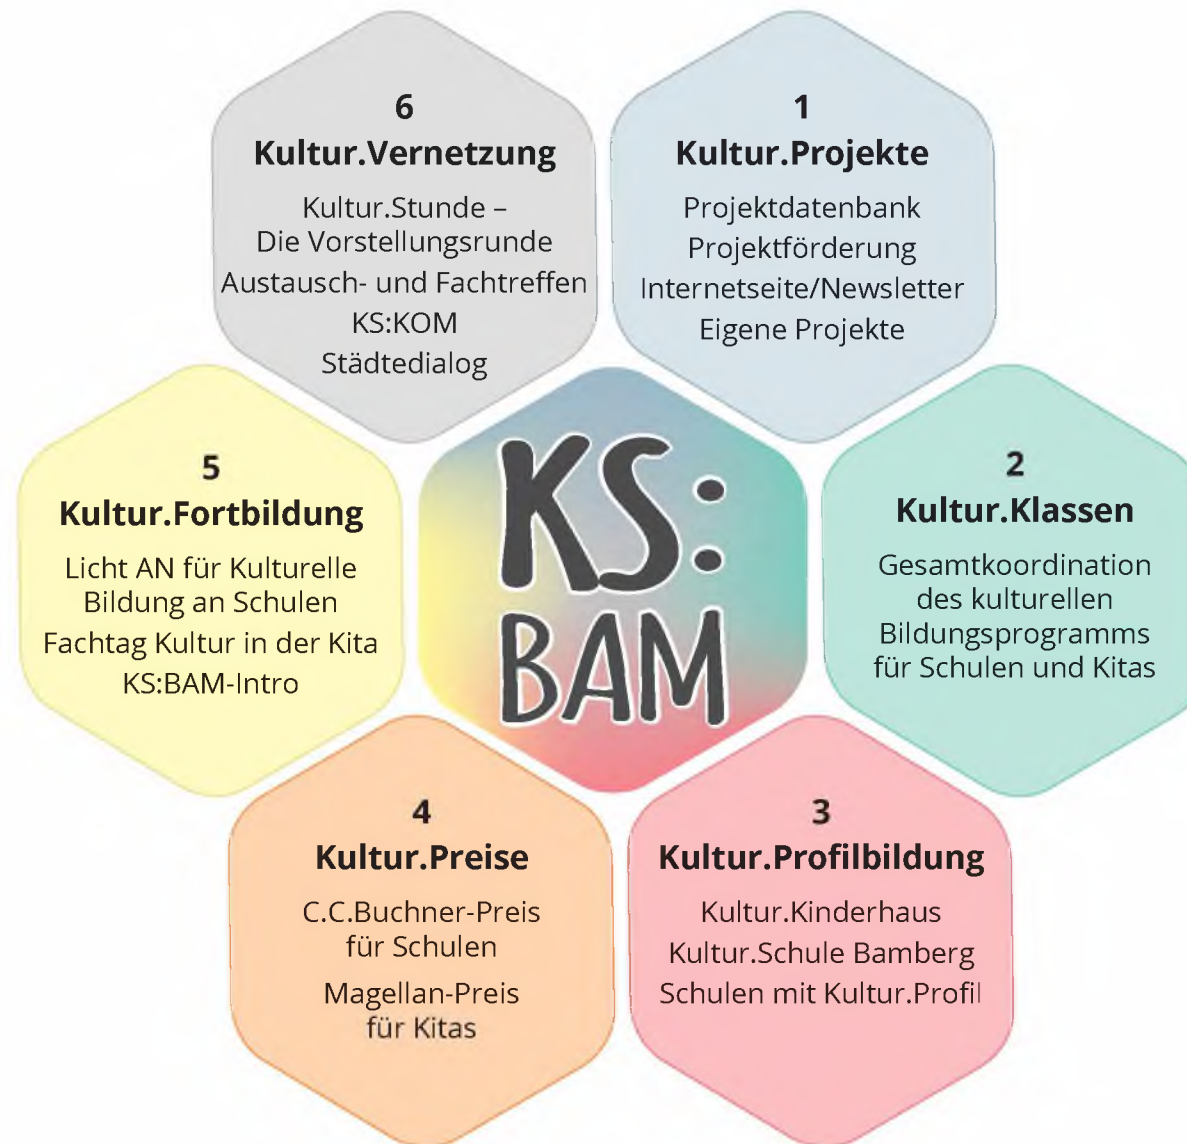 6
Kultur.Vernetzung
Kultur.Stunde –
Die Vorstellungsrunde
Austausch- und Fachtreffen
KS:KOM
Städtedialog
1
Kultur.Projekte
Projektdatenbank
Projektförderung
Internetseite/Newsletter
Eigene Projekte
5
Kultur.Fortbildung
Licht AN für Kulturelle
Bildung an Schulen
Fachtag Kultur in der Kita
KS:BAM-Intro
KS:
BAM
2
Kultur.Klassen
Gesamtkoordination
des kulturellen
Bildungsprogramms
für Schulen und Kitas
4
Kultur.Preise
C.C.Buchner-Preis
für Schulen
Magellan-Preis
für Kitas
3
Kultur.Profilbildung
Kultur.Kinderhaus
Kultur.Schule Bamberg
Schulen mit Kultur.Profil